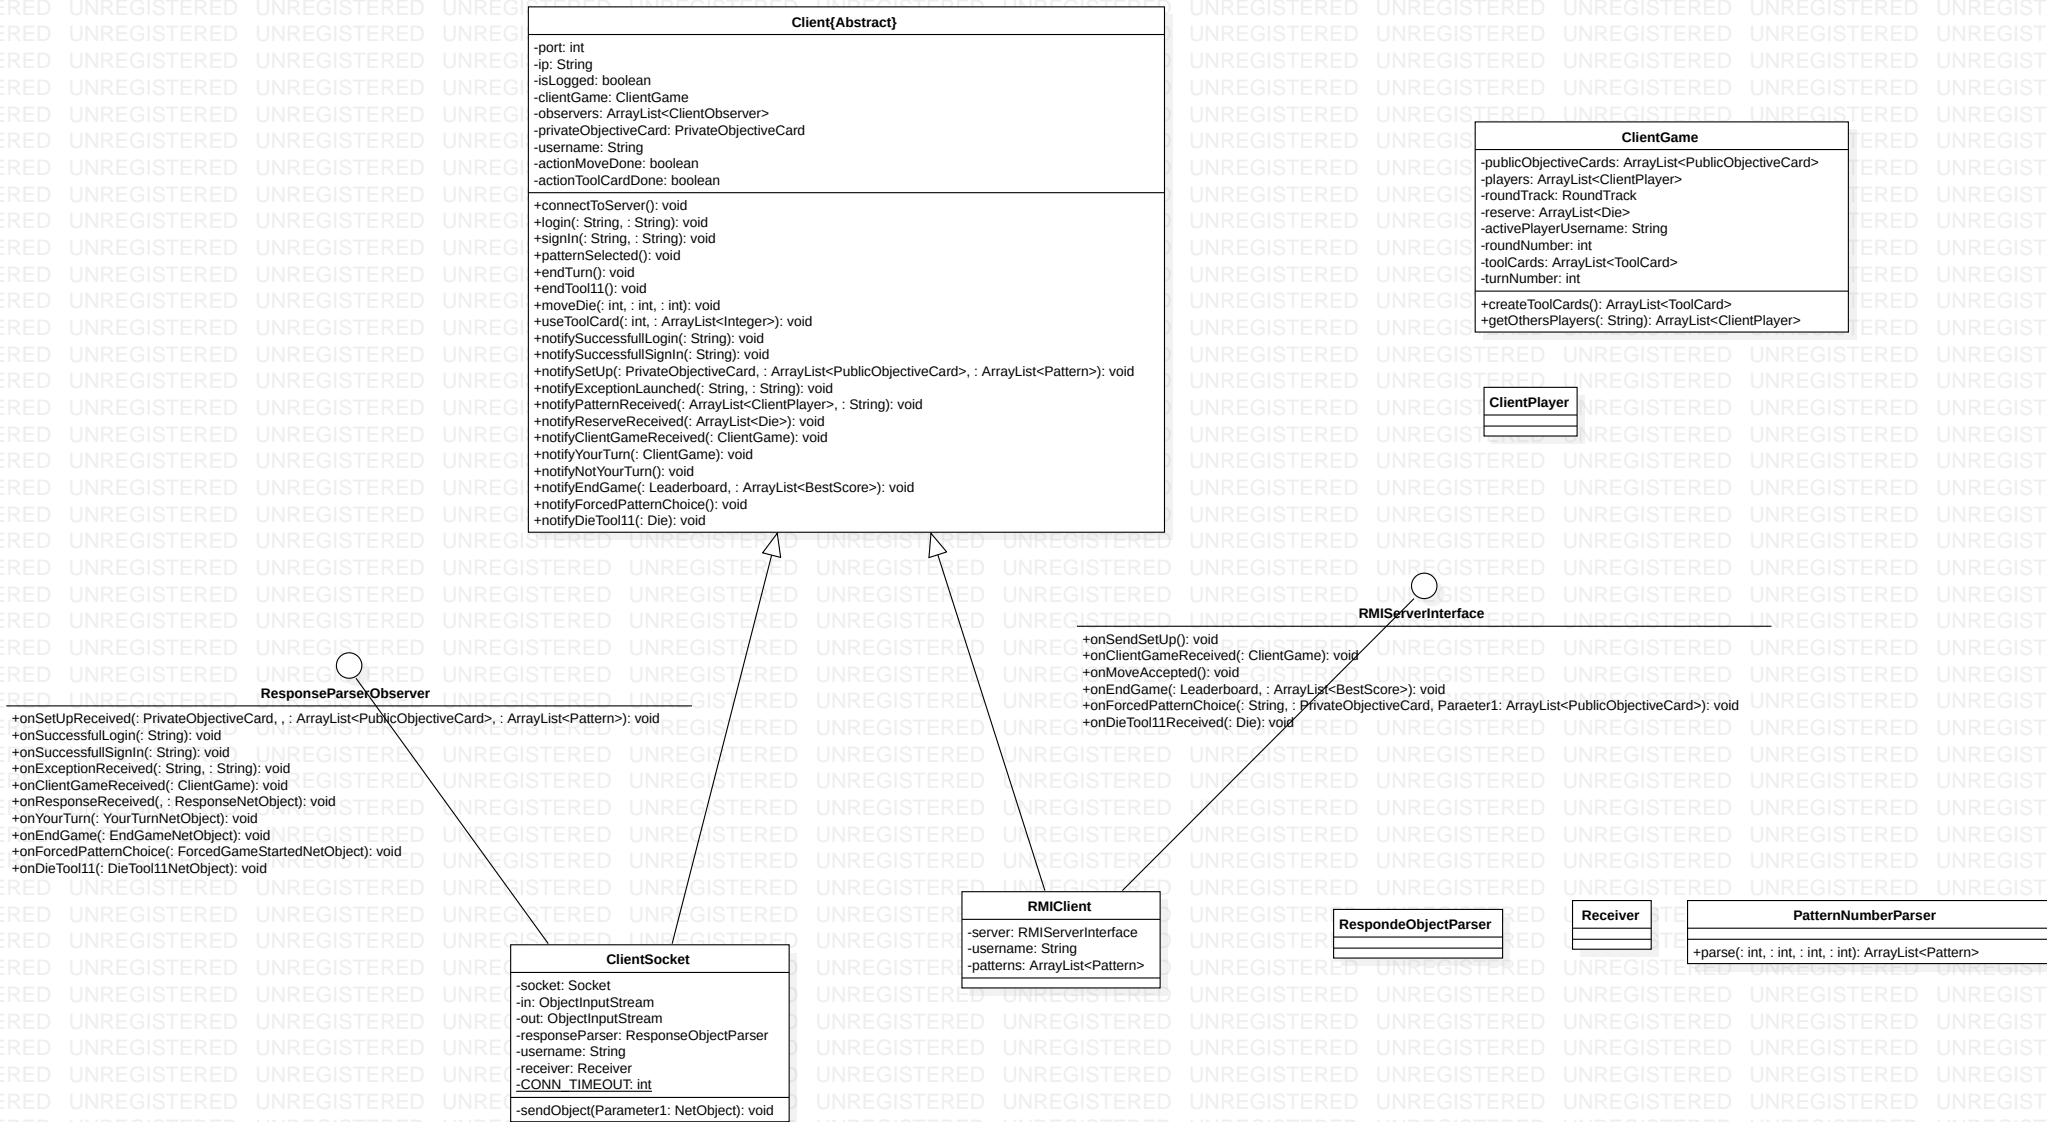 Client{Abstract}
-port: int
-ip: String
-isLogged: boolean
-clientGame: ClientGame
-observers: ArrayList<ClientObserver>
-privateObjectiveCard: PrivateObjectiveCard
-username: String
-actionMoveDone: boolean
-actionToolCardDone: boolean
+connectToServer(): void
+login(: String, : String): void
+signIn(: String, : String): void
+patternSelected(): void
+endTurn(): void
+endTool11(): void
+moveDie(: int, : int, : int): void
+useToolCard(: int, : ArrayList<Integer>): void
+notifySuccessfullLogin(: String): void
+notifySuccessfullSignIn(: String): void
+notifySetUp(: PrivateObjectiveCard, : ArrayList<PublicObjectiveCard>, : ArrayList<Pattern>): void
+notifyExceptionLaunched(: String, : String): void
+notifyPatternReceived(: ArrayList<ClientPlayer>, : String): void
+notifyReserveReceived(: ArrayList<Die>): void
+notifyClientGameReceived(: ClientGame): void
+notifyYourTurn(: ClientGame): void
+notifyNotYourTurn(): void
+notifyEndGame(: Leaderboard, : ArrayList<BestScore>): void
+notifyForcedPatternChoice(): void
+notifyDieTool11(: Die): void
ClientGame
-publicObjectiveCards: ArrayList<PublicObjectiveCard>
-players: ArrayList<ClientPlayer>
-roundTrack: RoundTrack
-reserve: ArrayList<Die>
-activePlayerUsername: String
-roundNumber: int
-toolCards: ArrayList<ToolCard>
-turnNumber: int
+createToolCards(): ArrayList<ToolCard>
+getOthersPlayers(: String): ArrayList<ClientPlayer>
ClientPlayer
RMIServerInterface
+onSendSetUp(): void
+onClientGameReceived(: ClientGame): void
+onMoveAccepted(): void
+onEndGame(: Leaderboard, : ArrayList<BestScore>): void
+onForcedPatternChoice(: String, : PrivateObjectiveCard, Paraeter1: ArrayList<PublicObjectiveCard>): void
+onDieTool11Received(: Die): void
ResponseParserObserver
+onSetUpReceived(: PrivateObjectiveCard, , : ArrayList<PublicObjectiveCard>, : ArrayList<Pattern>): void
+onSuccessfulLogin(: String): void
+onSuccessfullSignIn(: String): void
+onExceptionReceived(: String, : String): void
+onClientGameReceived(: ClientGame): void
+onResponseReceived(, : ResponseNetObject): void
+onYourTurn(: YourTurnNetObject): void
+onEndGame(: EndGameNetObject): void
+onForcedPatternChoice(: ForcedGameStartedNetObject): void
+onDieTool11(: DieTool11NetObject): void
RMIClient
-server: RMIServerInterface
-username: String
-patterns: ArrayList<Pattern>
RespondeObjectParser
Receiver
PatternNumberParser
+parse(: int, : int, : int, : int): ArrayList<Pattern>
ClientSocket
-socket: Socket
-in: ObjectInputStream
-out: ObjectInputStream
-responseParser: ResponseObjectParser
-username: String
-receiver: Receiver
-CONN_TIMEOUT: int
-sendObject(Parameter1: NetObject): void